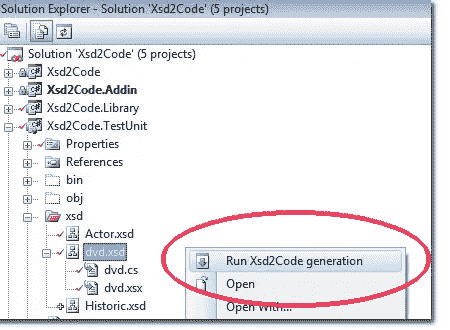 Solution Explorer - Solution 'Xsd2Code' (5 projects)
Solution 'Xsd2Code' (5 projects)
Xsd2Code
Xsd2Code.Addin
Xsd2Code.Library
Xsd2Code.TestUnit
Properties
References
bin
obj
xsd
Actor.xsd
dvd.xsd
dvd.cs
dvd.xsx
Historic.xsd
Run Xsd2Code generation
Open
Open With...